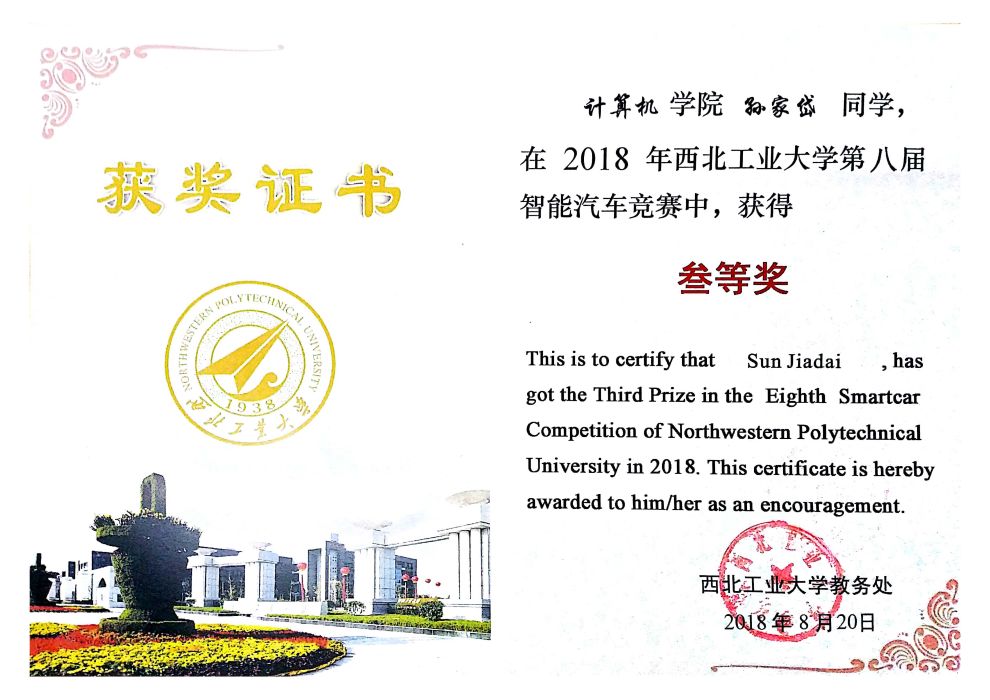 获奖证书
NORTHWESTERN POLYTECHNICAL UNIVERSITY
1938
西北工业大学
计算机 学院 孙家岱 同学，
在 2018 年西北工业大学第八届
智能汽车竞赛中，获得
叁等奖
This is to certify that Sun Jiadai , has
got the Third Prize in the Eighth Smartcar
Competition of Northwestern Polytechnical
University in 2018. This certificate is hereby
awarded to him/her as an encouragement.
西北工业大学教务处
2018 年 8 月20日